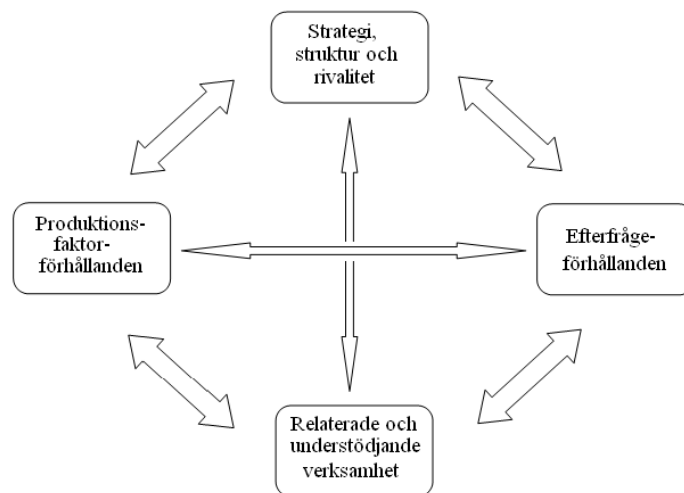 Strategi,
struktur och
rivalitet
Produktions-
faktor-
förhållanden
Efterfråge-
förhållanden
Relaterade och
understödjande
verksamhet